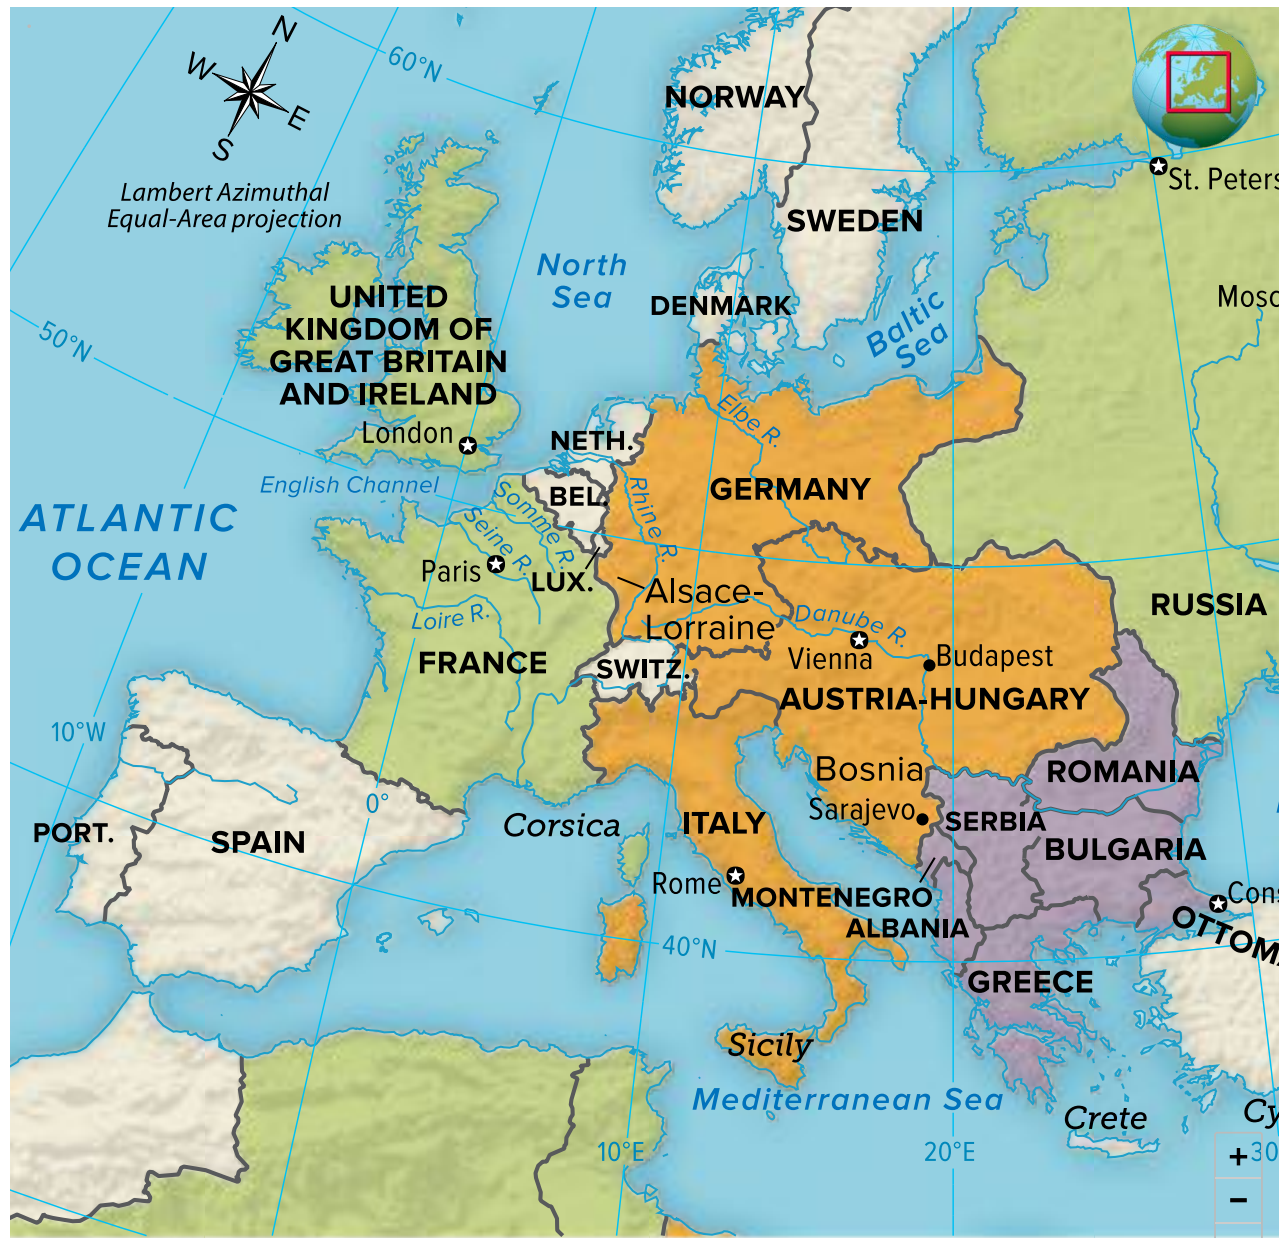 N
W
E
S
Lambert Azimuthal
Equal-Area projection
60°N
NORWAY
St. Peters
SWEDEN
North
Sea
DENMARK
Baltic
Sea
Mosc
UNITED
KINGDOM OF
GREAT BRITAIN
AND IRELAND
50°N
London
NETH.
Elbe R.
English Channel
BEL.
Rhine R.
GERMANY
ATLANTIC
OCEAN
Somme R.
Seine R.
Paris
LUX.
Alsace-
Lorraine
Loire R.
Danube R.
RUSSIA
FRANCE
SWITZ.
Vienna
Budapest
AUSTRIA-HUNGARY
10°W
0°
Bosnia
ROMANIA
Sarajevo
SERBIA
PORT.
SPAIN
Corsica
ITALY
BULGARIA
Rome
MONTENEGRO
Cons
ALBANIA
OTTOMA
40°N
GREECE
Sicily
Mediterranean Sea
Crete
Cy
10°E
20°E
30
+
−